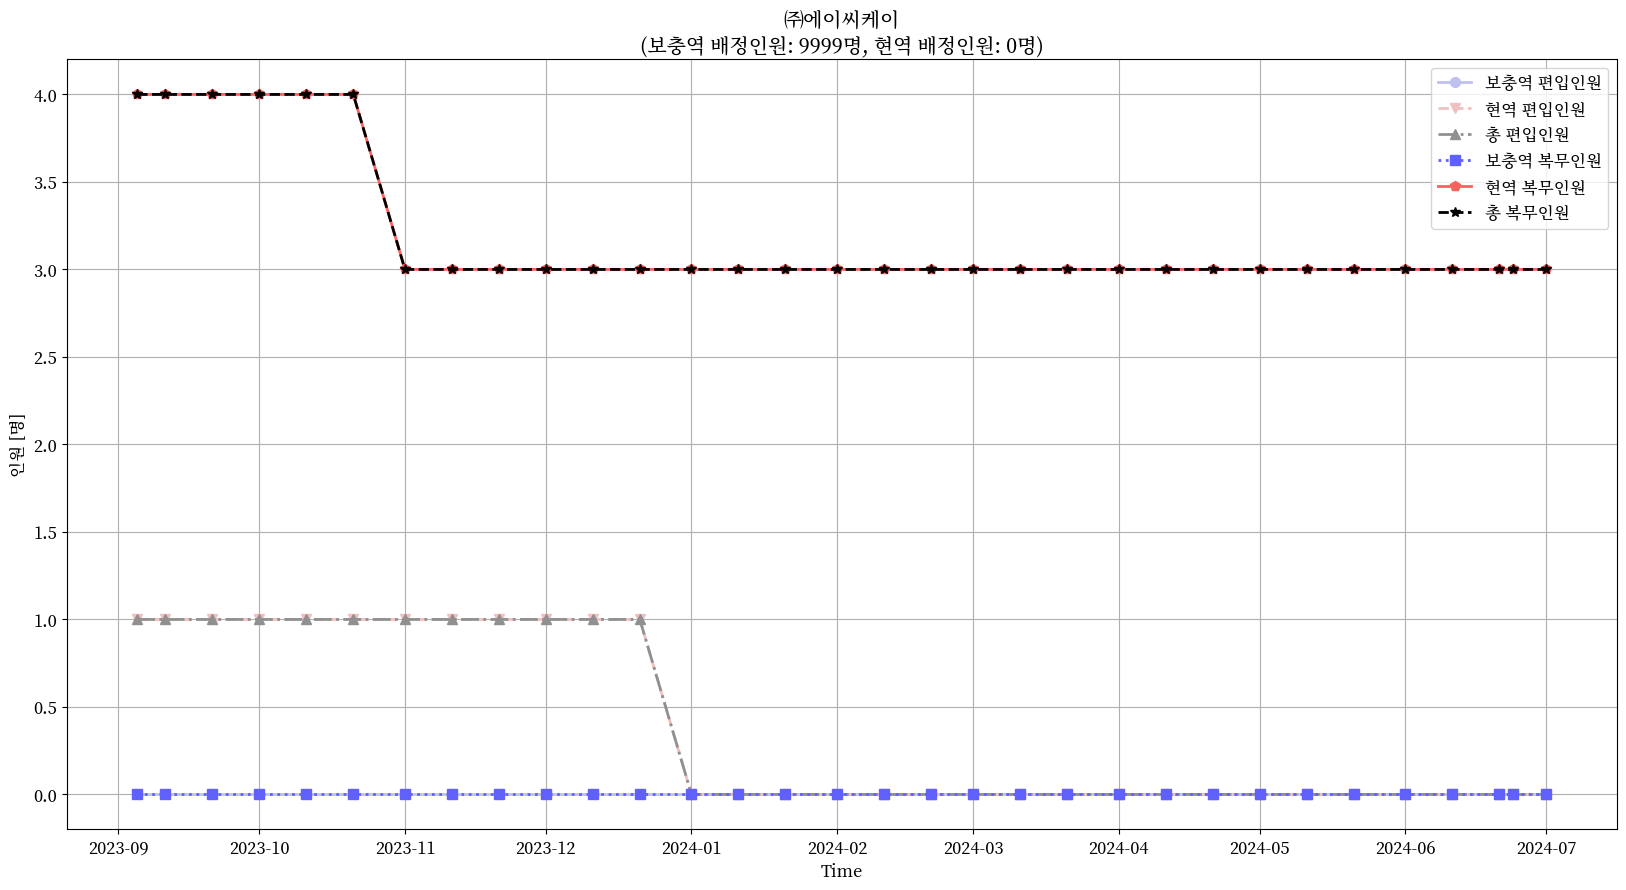 ㈜에이씨케이
(보충역 배정인원: 9999명, 현역 배정인원: 0명)
보충역 편입인원
현역 편입인원
총 편입인원
보충역 복무인원
현역 복무인원
총 복무인원
4.0
3.5
3.0
2.5
2.0
1.5
1.0
0.5
0.0
인원 [명]
2023-09 2023-10 2023-11 2023-12 2024-01 2024-02 2024-03 2024-04 2024-05 2024-06 2024-07
Time